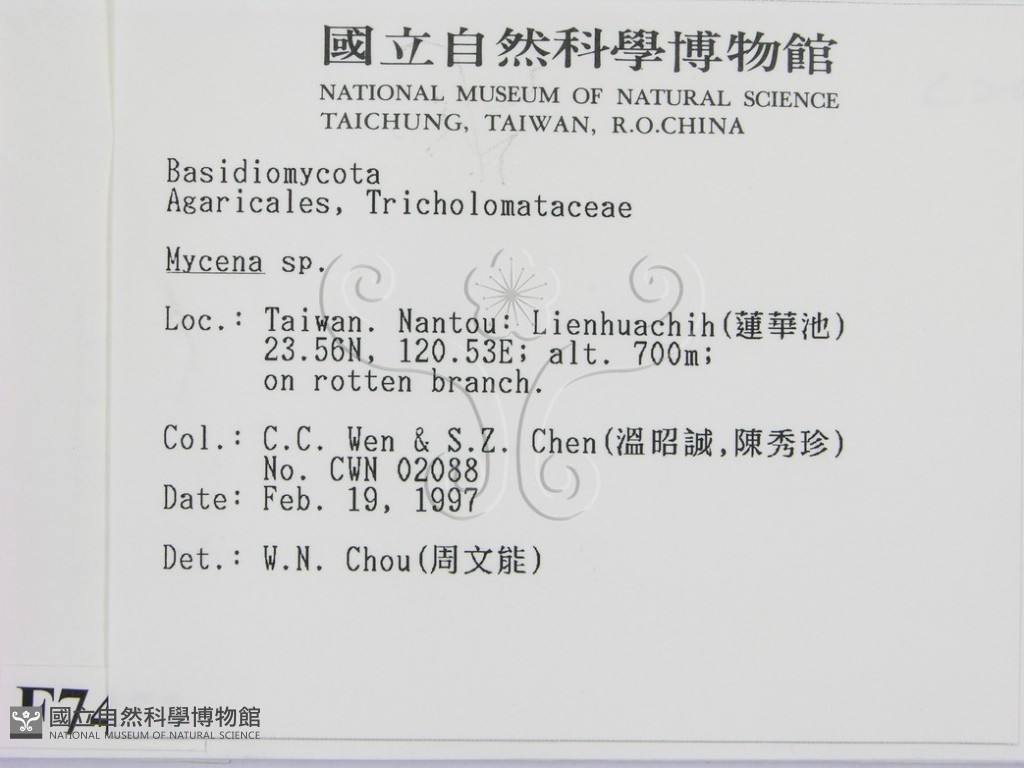 國立自然科學博物館
NATIONAL MUSEUM OF NATURAL SCIENCE
TAICHUNG, TAIWAN, R.O.CHINA
Basidiomycota
Agaricales, Tricholomataceae
Mycena sp.
Loc.: Taiwan. Nantou: Lienhuachih(蓮華池)
23.56N, 120.53E; alt. 700m;
on rotten branch.
Col.: C.C. Wen & S.Z. Chen(溫昭誠,陳秀珍)
No. CWN 02088
Date: Feb. 19, 1997
Det.: W.N. Chou(周文能)
F74
國立自然科學博物館
NATIONAL MUSEUM OF NATURAL SCIENCE